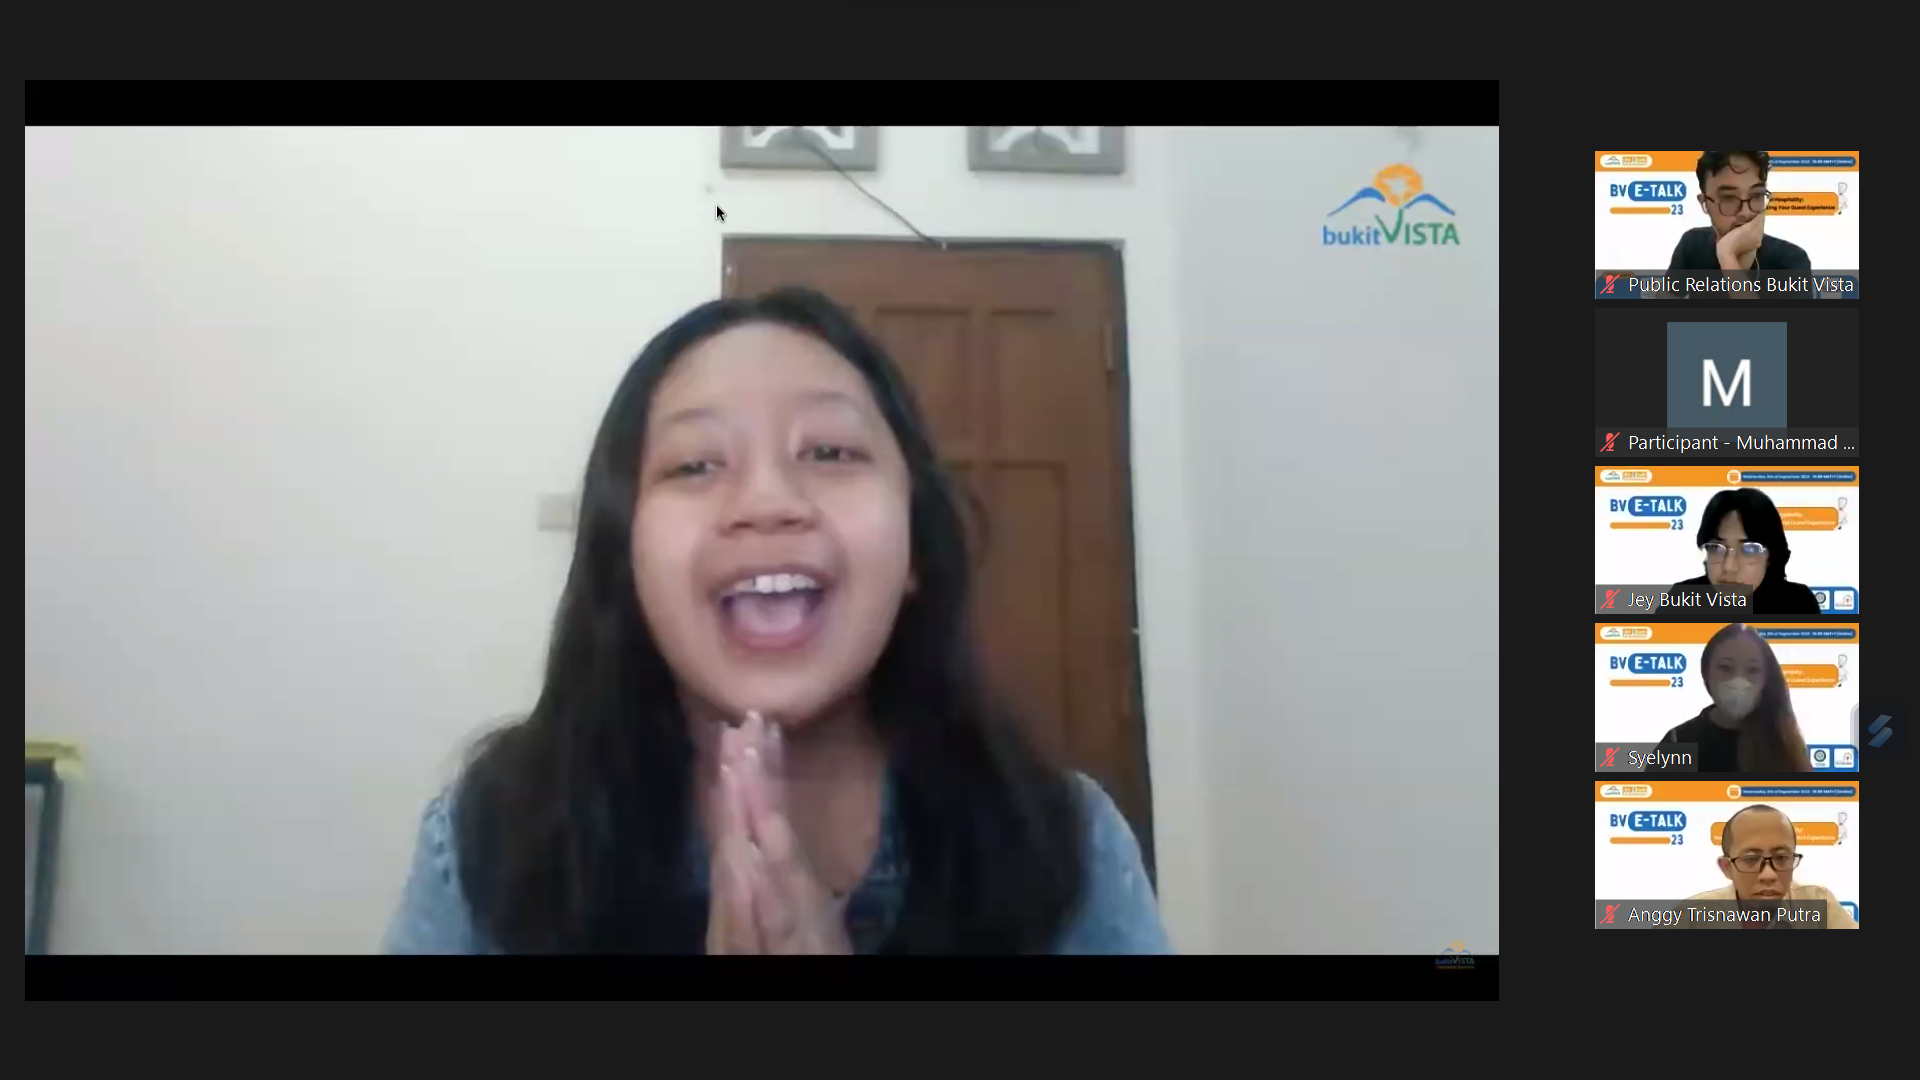 bukitVISTA
BV E-TALK
23
Public Relations Bukit Vista
M
Participant - Muhammad ...
BV E-TALK
23
Jey Bukit Vista
BV E-TALK
23
Syelynn
BV E-TALK
23
Anggy Trisnawan Putra
bukitVISTA